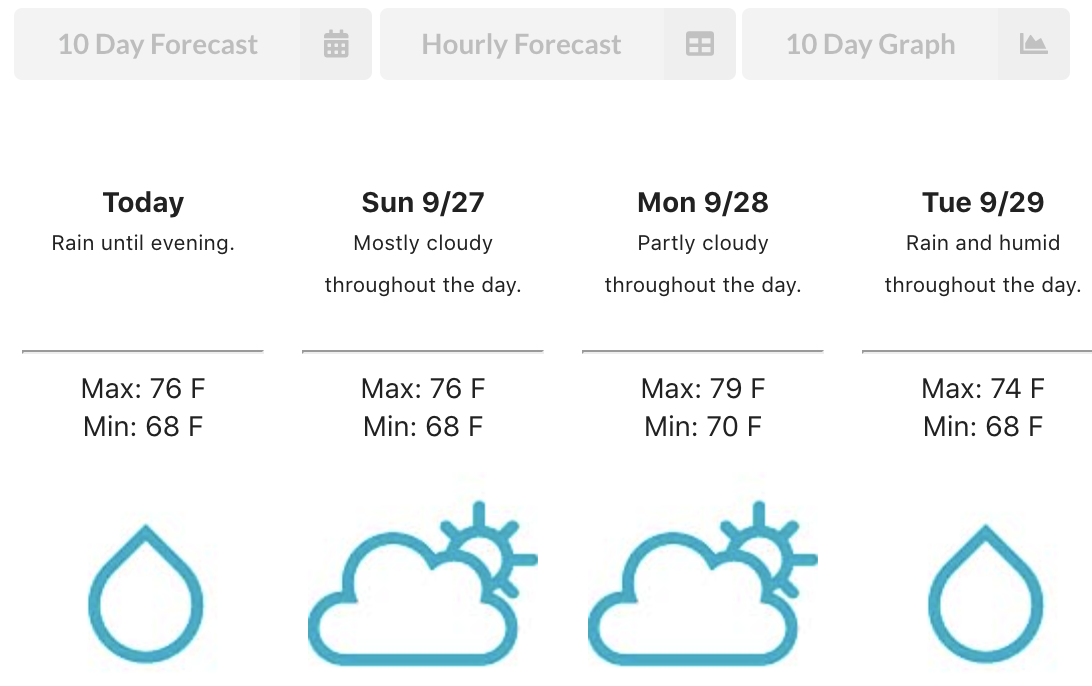 10 Day Forecast
Hourly Forecast
10 Day Graph
Today
Rain until evening.
Max: 76 F
Min: 68 F
Sun 9/27
Mostly cloudy
throughout the day.
Max: 76 F
Min: 68 F
Mon 9/28
Partly cloudy
throughout the day.
Max: 79 F
Min: 70 F
Tue 9/29
Rain and humid
throughout the day.
Max: 74 F
Min: 68 F